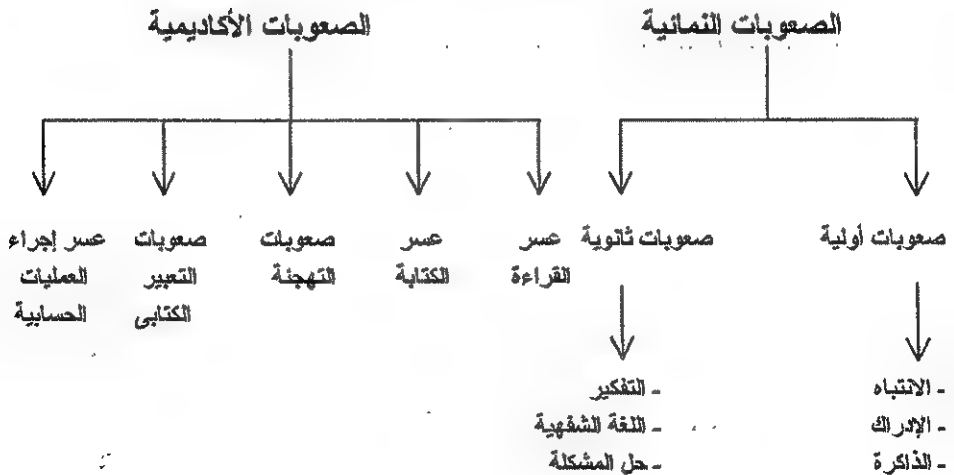 الصعوبات النمائية
الصعوبات الأكاديمية
صعوبات أولية
صعوبات ثانوية
عسر
القراءة
عسر
الكتابة
صعوبات
التهجئة
صعوبات
التعبير
الكتابى
عسر إجراء
العمليات
الحسابية
- الانتباه
- الإدراك
- الذاكرة
- التفكير
- اللغة الشفهية
- حل المشكلة